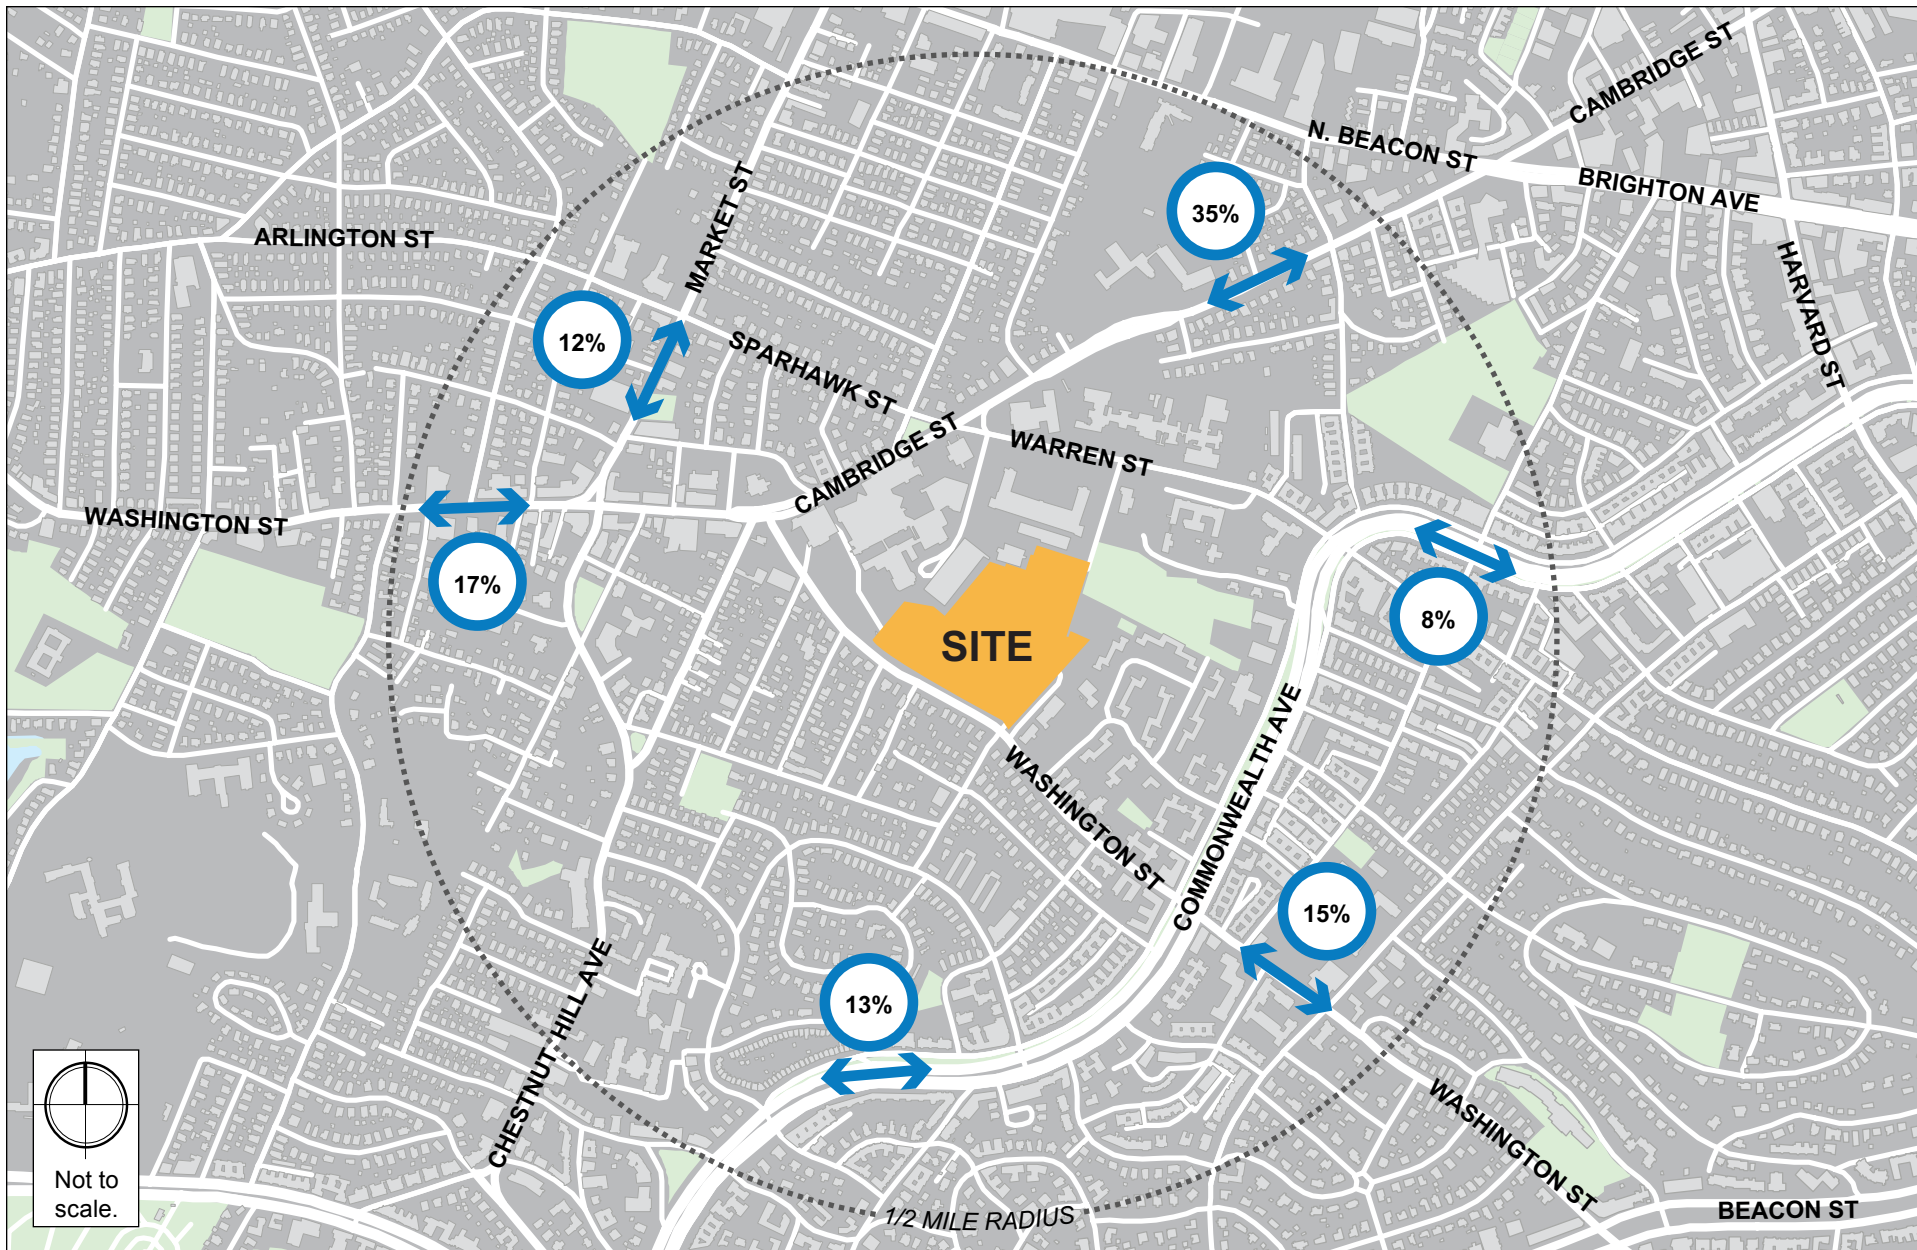 CAMBRIDGE ST
N. BEACON ST
BRIGHTON AVE
35%
MARKET ST
ARLINGTON ST
HARVARD ST
12%
SPARHAWK ST
CAMBRIDGE ST
WARREN ST
WASHINGTON ST
17%
8%
SITE
COMMONWEALTH AVE
WASHINGTON ST
15%
13%
CHESTNUT HILL AVE
WASHINGTON ST
Not to
scale.
1/2 MILE RADIUS
BEACON ST